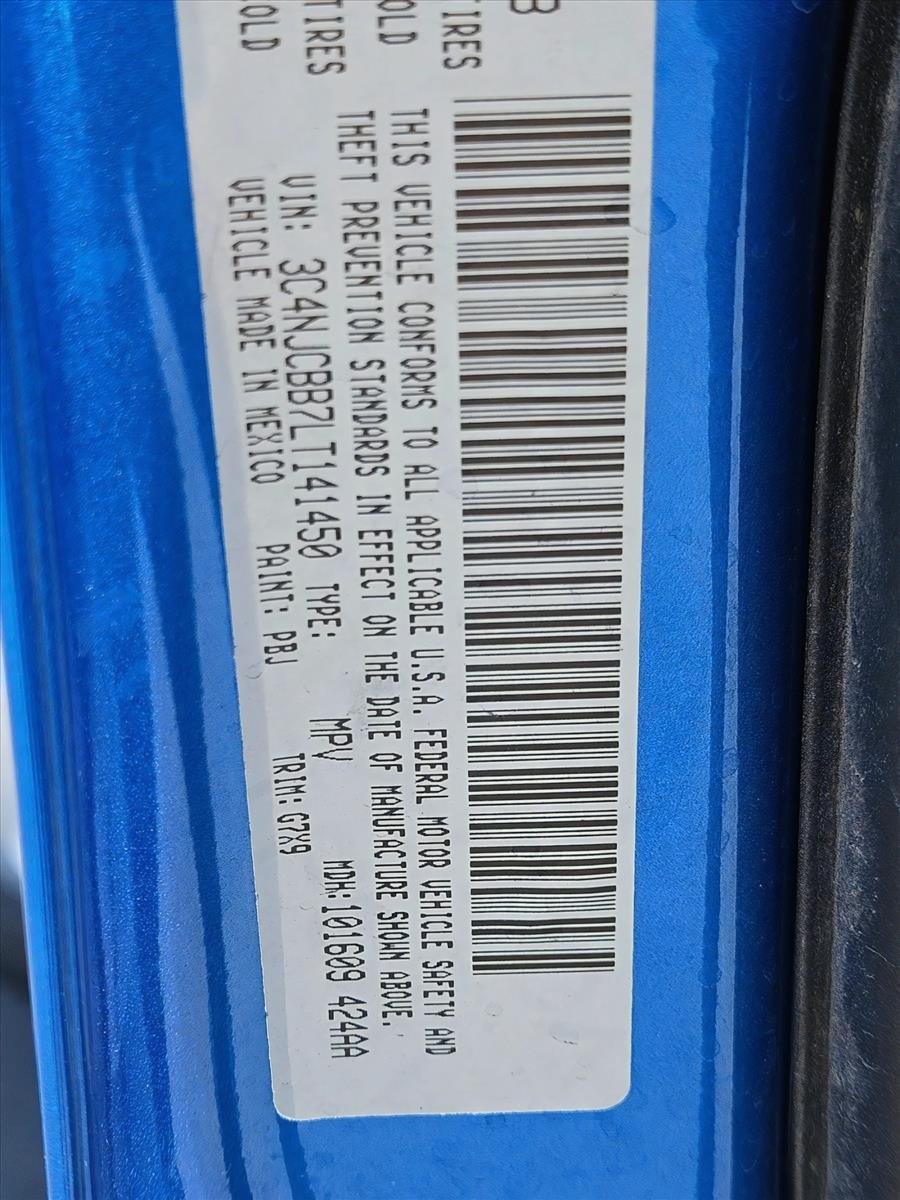 B
TIRES
OLD
TIRES
OLD
THIS VEHICLE CONFORMS TO ALL APPLICABLE U.S.A. FEDERAL MOTOR VEHICLE SAFETY AND
THEFT PREVENTION STANDARDS IN EFFECT ON THE DATE OF MANUFACTURE SHOWN ABOVE.
VIN: 3C4NJCBB7LT141450 TYPE: MPV MDH:101609 424AA
VEHICLE MADE IN MEXICO PAINT: PBJ TRIM:G7X9